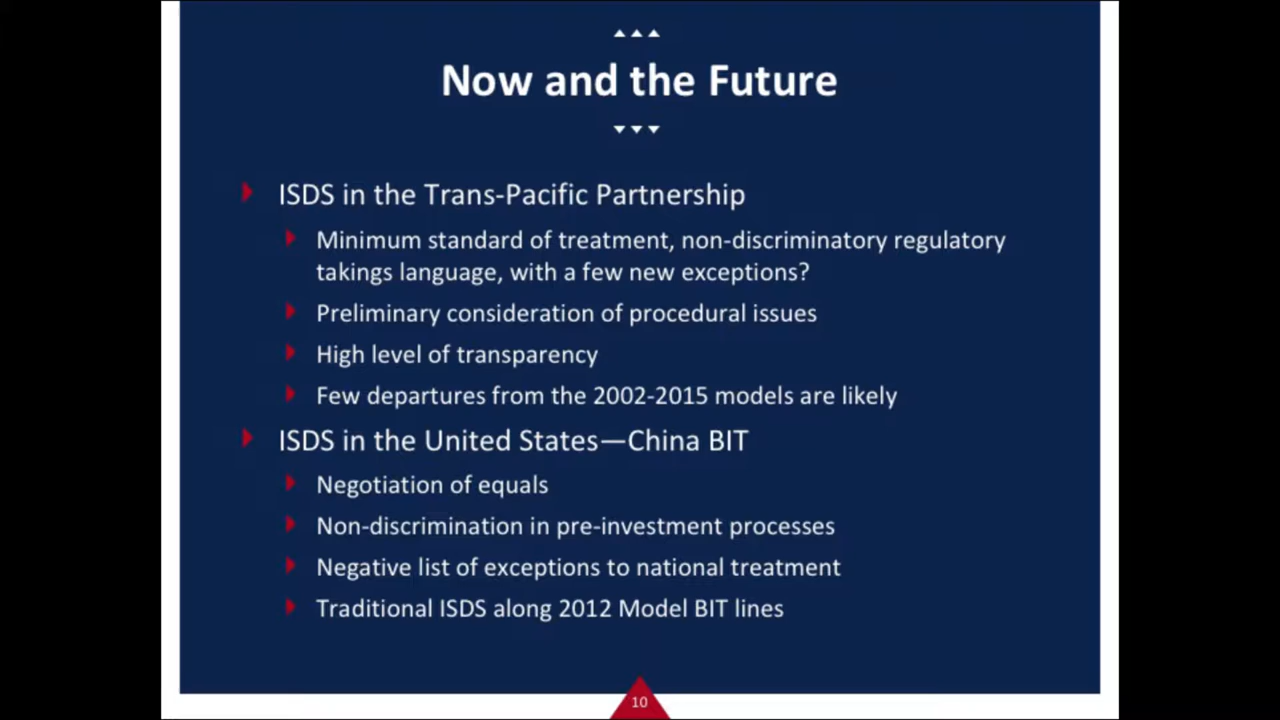 Now and the Future
ISDS in the Trans-Pacific Partnership
Minimum standard of treatment, non-discriminatory regulatory
takings language, with a few new exceptions?
Preliminary consideration of procedural issues
High level of transparency
Few departures from the 2002-2015 models are likely
ISDS in the United States—China BIT
Negotiation of equals
Non-discrimination in pre-investment processes
Negative list of exceptions to national treatment
Traditional ISDS along 2012 Model BIT lines
10